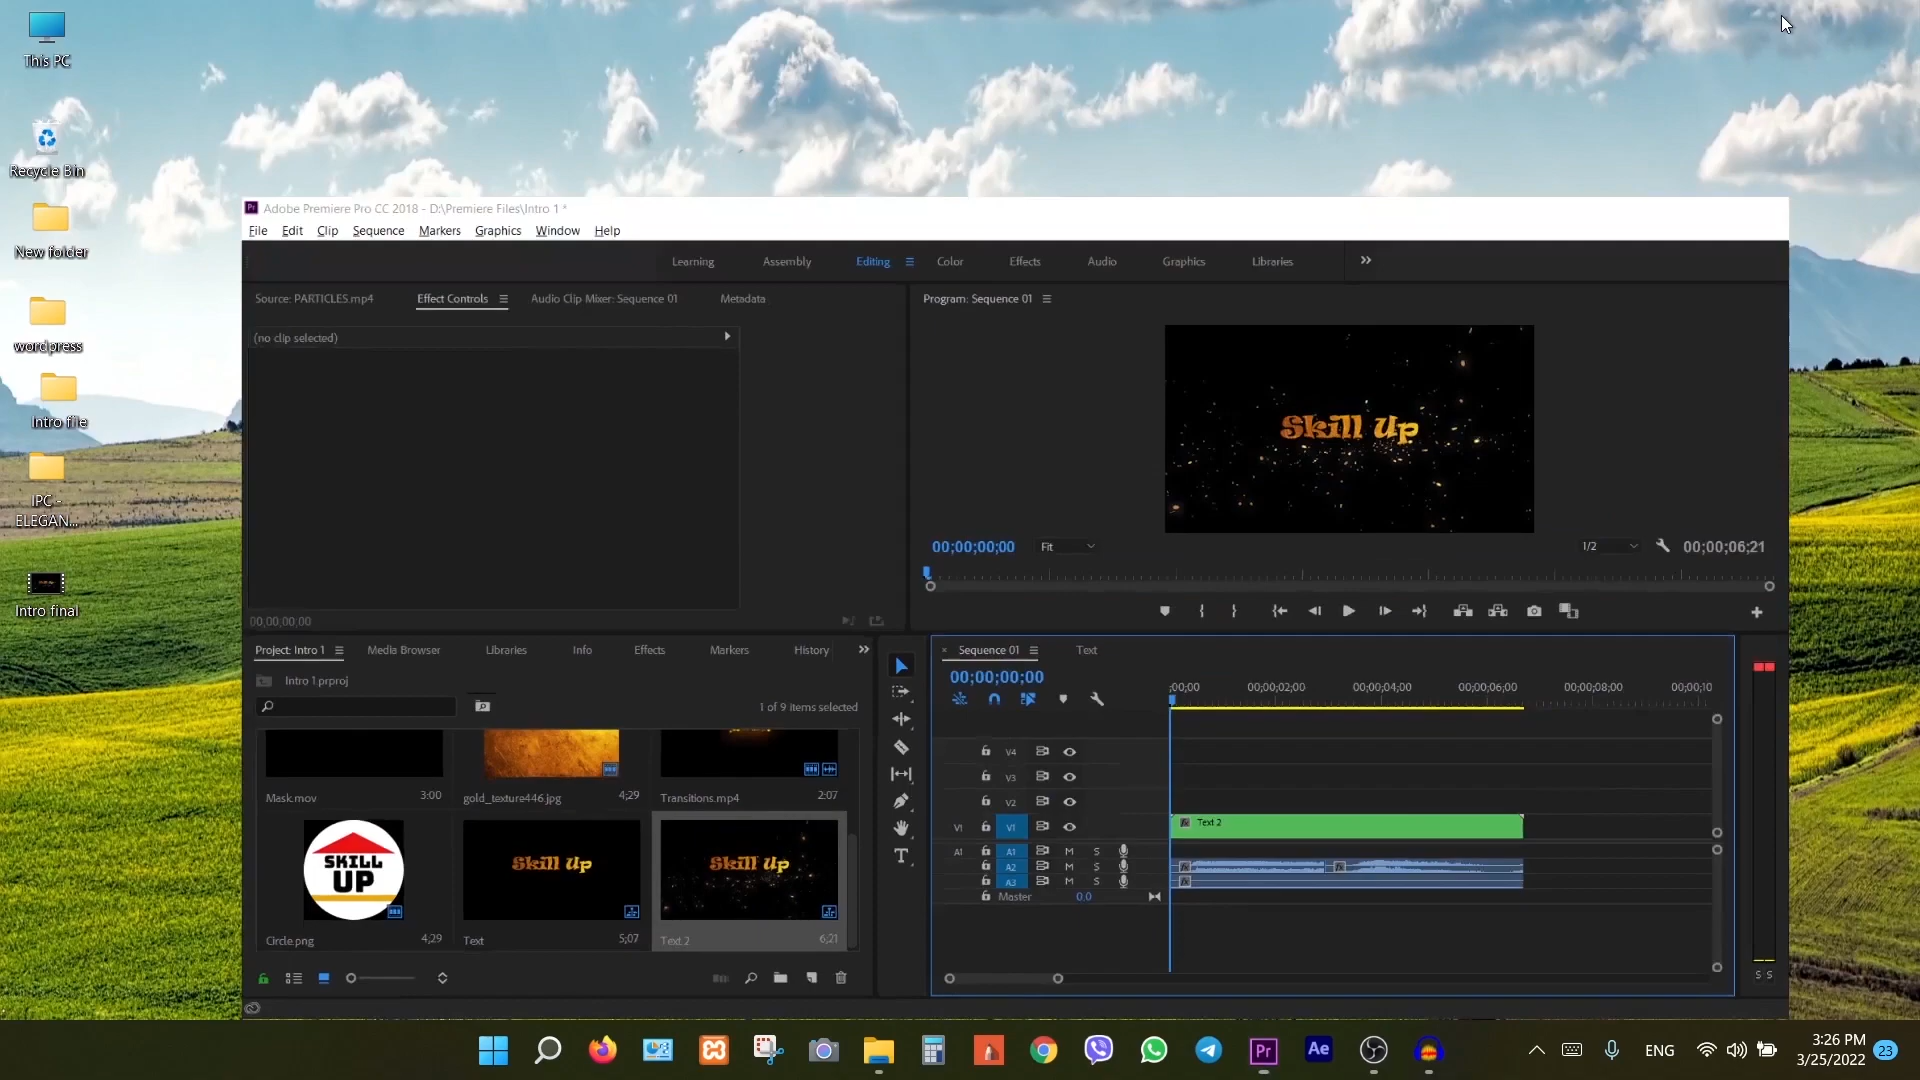 This PC
Recycle Bin
New folder
wordpress
Intro file
IPC -
ELEGAN...
Intro final
Adobe Premiere Pro CC 2018 - D:\Premiere Files\Intro 1 *
File Edit Clip Sequence Markers Graphics Window Help
Learning Assembly Editing Color Effects Audio Graphics Libraries
Source: PARTICLES.mp4 Effect Controls Audio Clip Mixer: Sequence 01 Metadata
(no clip selected)
00;00;00;00
Program: Sequence 01
Skill Up
00;00;00;00 Fit 1/2 00;00;06;21
Project: Intro 1 Media Browser Libraries Info Effects Markers History
Intro 1.prproj
1 of 9 items selected
Mask.mov 3:00 gold_texture446.jpg 4;29 Transitions.mp4 2:07
SKILL
UP
Skill Up
Skill Up
Circle.png 4;29 Text 5;07 Text 2 6;21
Sequence 01 Text
00;00;00;00
;00;00 00;00;02;00 00;00;04;00 00;00;06;00 00;00;08;00 00;00;10
V4
V3
V2
V1 V1 Text 2
A1 A1 M S
A2 M S
A3 M S
Master 0.0
S S
Pr Ae
ENG
3:26 PM
3/25/2022
23